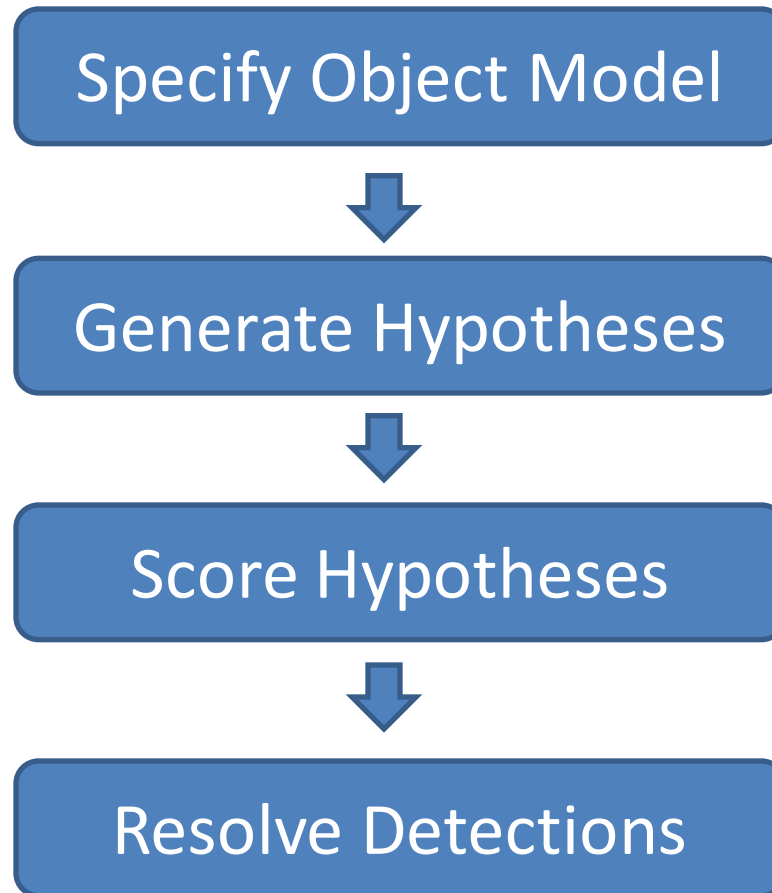 Specify Object Model
Generate Hypotheses
Score Hypotheses
Resolve Detections